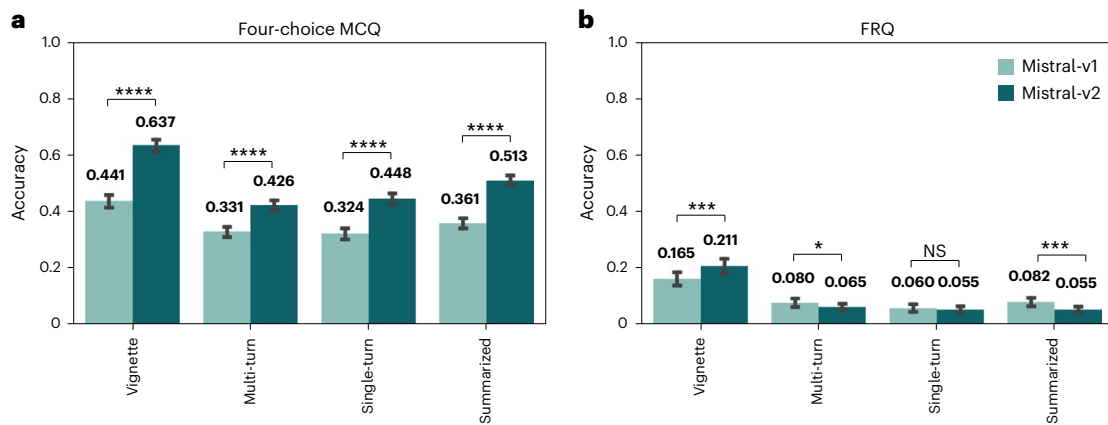 a
Four-choice MCQ
Accuracy
1.0
0.8
0.6
0.4
0.2
0
****
0.441
0.637
****
0.331
0.426
****
0.324
0.448
****
0.361
0.513
Vignette
Multi-turn
Single-turn
Summarized
b
FRQ
Mistral-v1
Mistral-v2
Accuracy
1.0
0.8
0.6
0.4
0.2
0
***
0.165
0.211
*
0.080
0.065
NS
0.060
0.055
***
0.082
0.055
Vignette
Multi-turn
Single-turn
Summarized